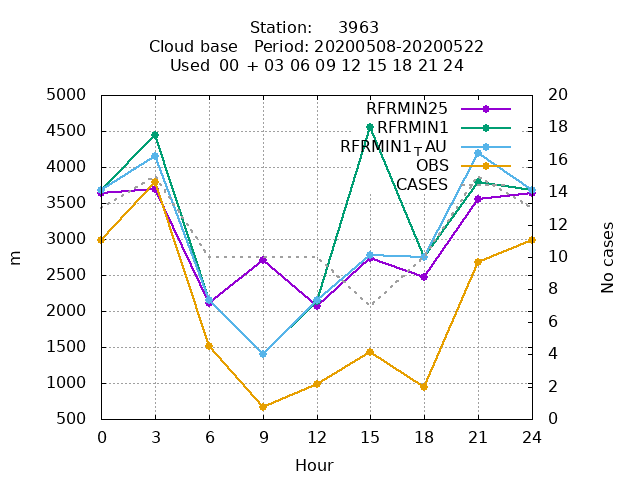 Station: 3963
Cloud base Period: 20200508-20200522
Used 00 + 03 06 09 12 15 18 21 24
RFRMIN25
RFRMIN1
RFRMIN1TAU
OBS
CASES
5000
4500
4000
3500
3000
2500
2000
1500
1000
500
m
20
18
16
14
12
10
8
6
4
2
0
No cases
0 3 6 9 12 15 18 21 24
Hour